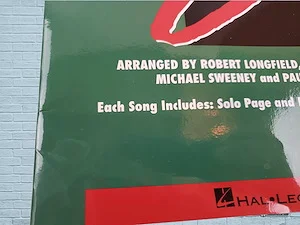 ARRANGED BY ROBERT LONGFIELD,
MICHAEL SWEENEY and PAU
Each Song Includes: Solo Page and
HAL•LEO